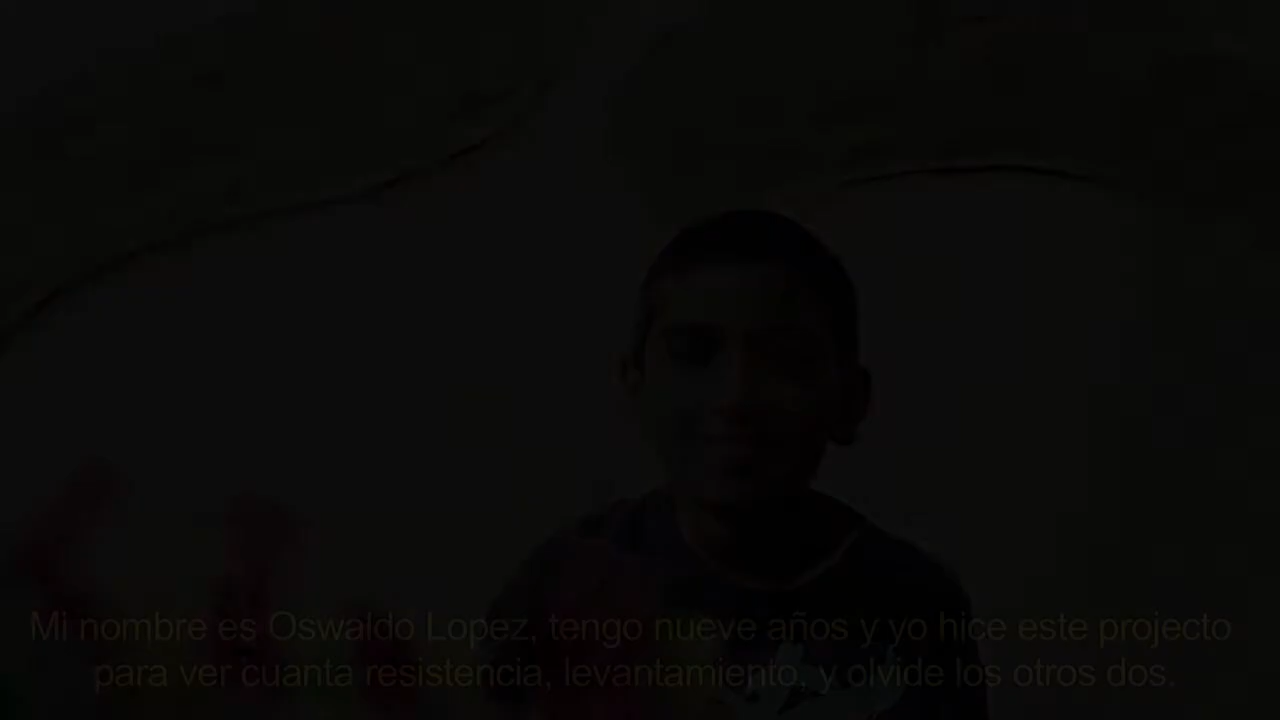 Mi nombre es Oswaldo Lopez, tengo nueve años y yo hice este projecto
para ver cuanta resistencia, levantamiento, y olvide los otros dos.